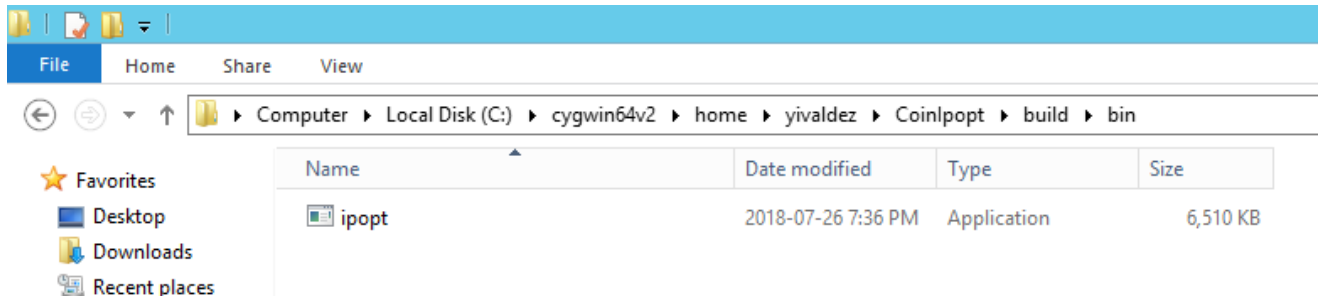 File Home Share View
Computer Local Disk (C:) cygwin64v2 home yivaldez CoinIpopt build bin
Favorites
Desktop
Downloads
Recent places
Name Date modified Type Size
ipopt 2018-07-26 7:36 PM Application 6,510 KB